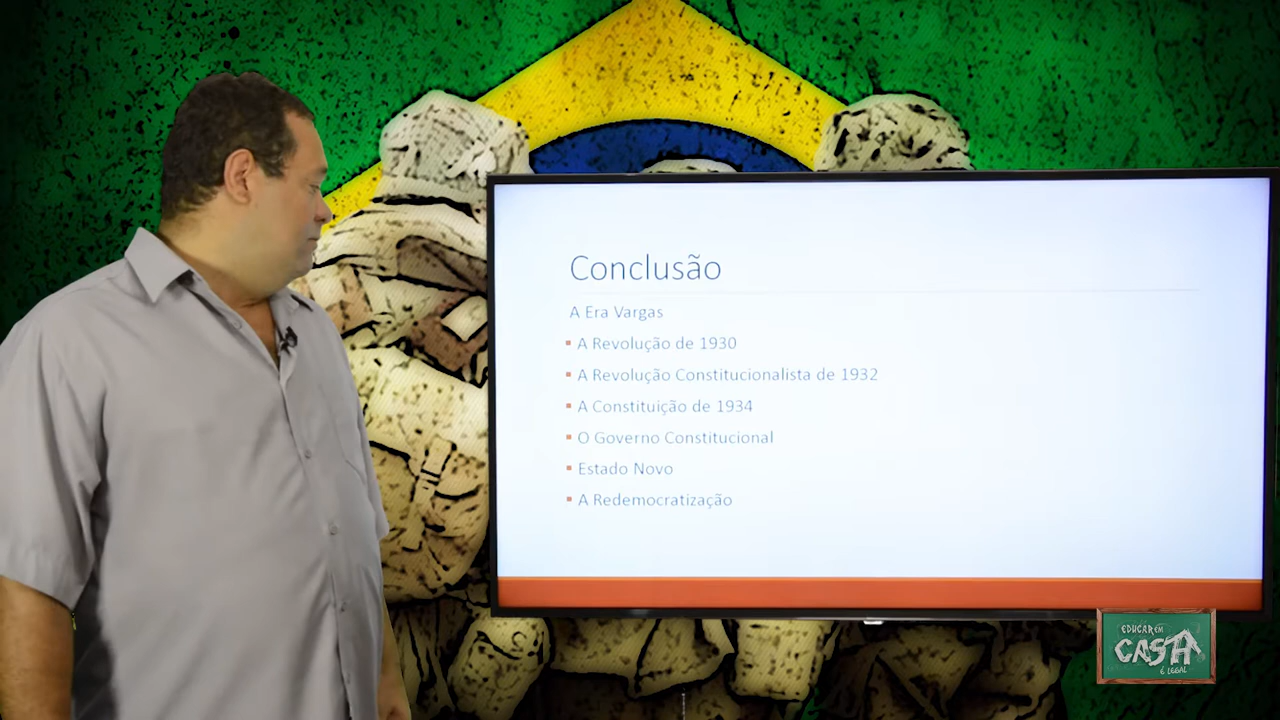 Conclusão
A Era Vargas
A Revolução de 1930
A Revolução Constitucionalista de 1932
A Constituição de 1934
O Governo Constitucional
Estado Novo
A Redemocratização
EDUCAR EM
CASA
É LEGAL